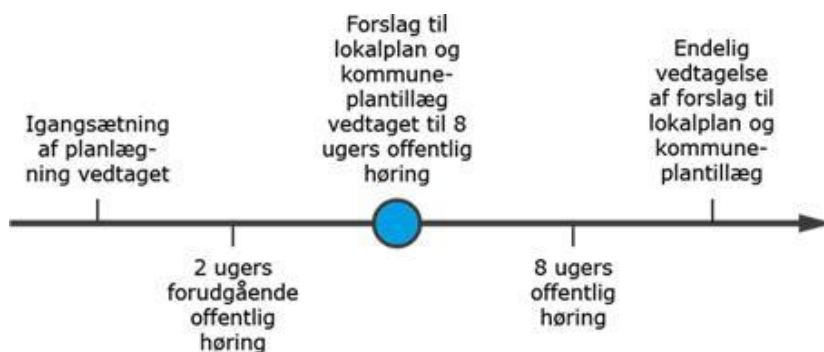 Igangsætning
af planlæg-
ning vedtaget
2 ugers
forudgående
offentlig
høring
Forslag til
lokalplan og
kommune-
plantillæg
vedtaget til 8
ugers offentlig
høring
8 ugers
offentlig
høring
Endelig
vedtagelse
af forslag til
lokalplan og
kommune-
plantillæg